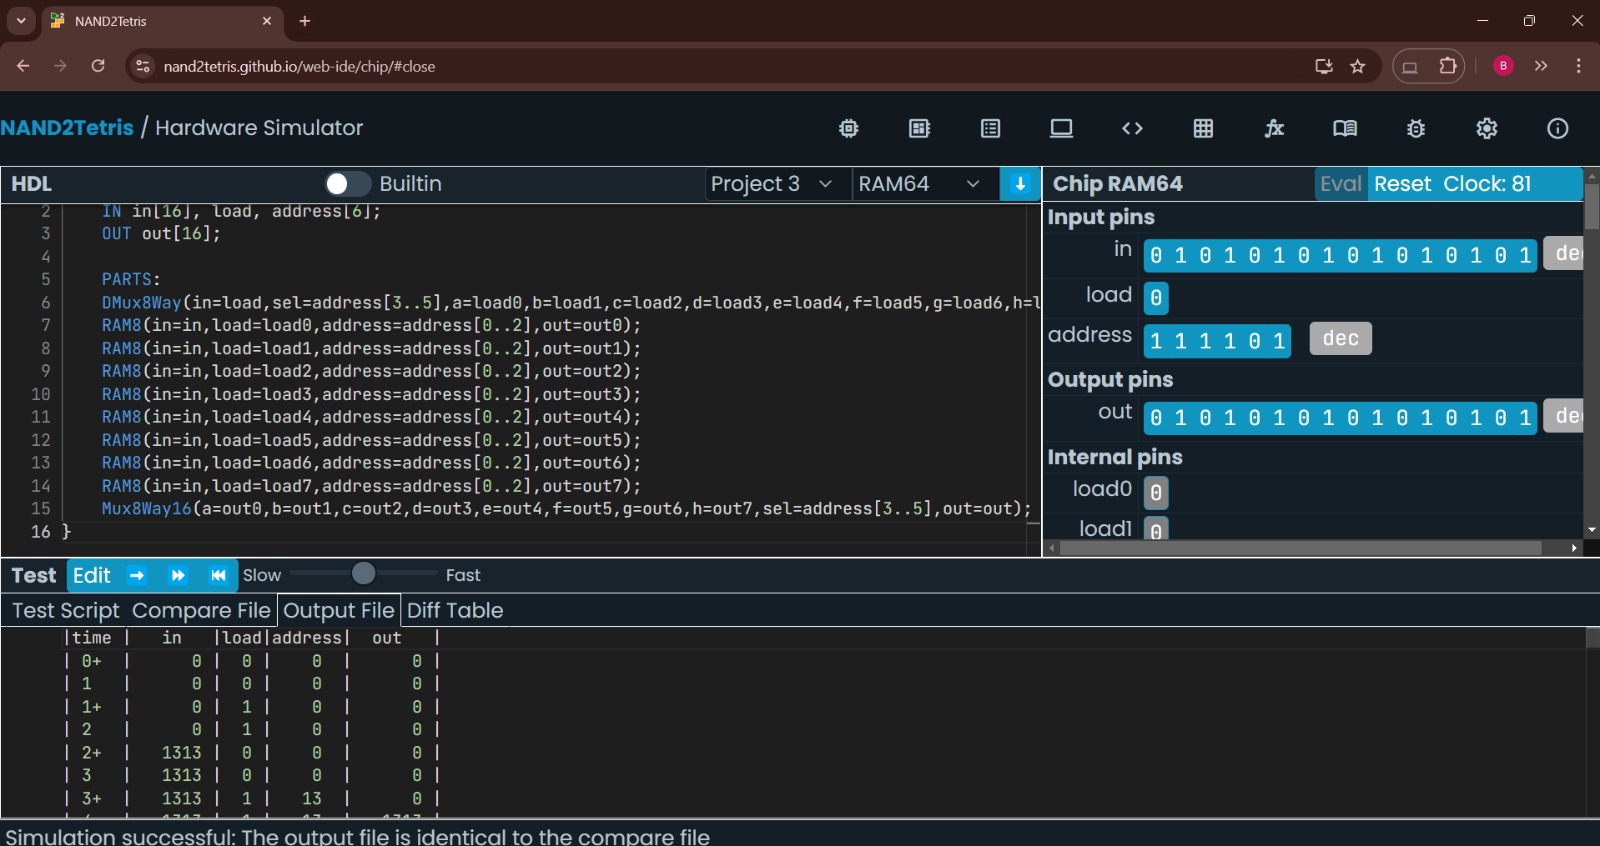 NAND2Tetris
nand2tetris.github.io/web-ide/chip/#close
B
NAND2Tetris / Hardware Simulator
HDL Builtin Project 3 RAM64
2 IN in[16], load, address[6];
3 OUT out[16];
4
5 PARTS:
6 DMux8Way(in=load,sel=address[3..5],a=load0,b=load1,c=load2,d=load3,e=load4,f=load5,g=load6,h=l
7 RAM8(in=in,load=load0,address=address[0..2],out=out0);
8 RAM8(in=in,load=load1,address=address[0..2],out=out1);
9 RAM8(in=in,load=load2,address=address[0..2],out=out2);
10 RAM8(in=in,load=load3,address=address[0..2],out=out3);
11 RAM8(in=in,load=load4,address=address[0..2],out=out4);
12 RAM8(in=in,load=load5,address=address[0..2],out=out5);
13 RAM8(in=in,load=load6,address=address[0..2],out=out6);
14 RAM8(in=in,load=load7,address=address[0..2],out=out7);
15 Mux8Way16(a=out0,b=out1,c=out2,d=out3,e=out4,f=out5,g=out6,h=out7,sel=address[3..5],out=out);
16 }
Chip RAM64 Eval Reset Clock: 81
Input pins
in 0 1 0 1 0 1 0 1 0 1 0 1 0 1 0 1 dec
load 0
address 1 1 1 1 0 1 dec
Output pins
out 0 1 0 1 0 1 0 1 0 1 0 1 0 1 0 1 dec
Internal pins
load0 0
load1 0
Test Edit Slow Fast
Test Script Compare File Output File Diff Table
|time | in |load|address| out |
| 0+ | 0 | 0 | 0 | 0 |
| 1 | 0 | 0 | 0 | 0 |
| 1+ | 0 | 1 | 0 | 0 |
| 2 | 0 | 1 | 0 | 0 |
| 2+ | 1313 | 0 | 0 | 0 |
| 3 | 1313 | 0 | 0 | 0 |
| 3+ | 1313 | 1 | 13 | 0 |
| 4 | 1313 | 1 | 13 | 1313 |
Simulation successful: The output file is identical to the compare file